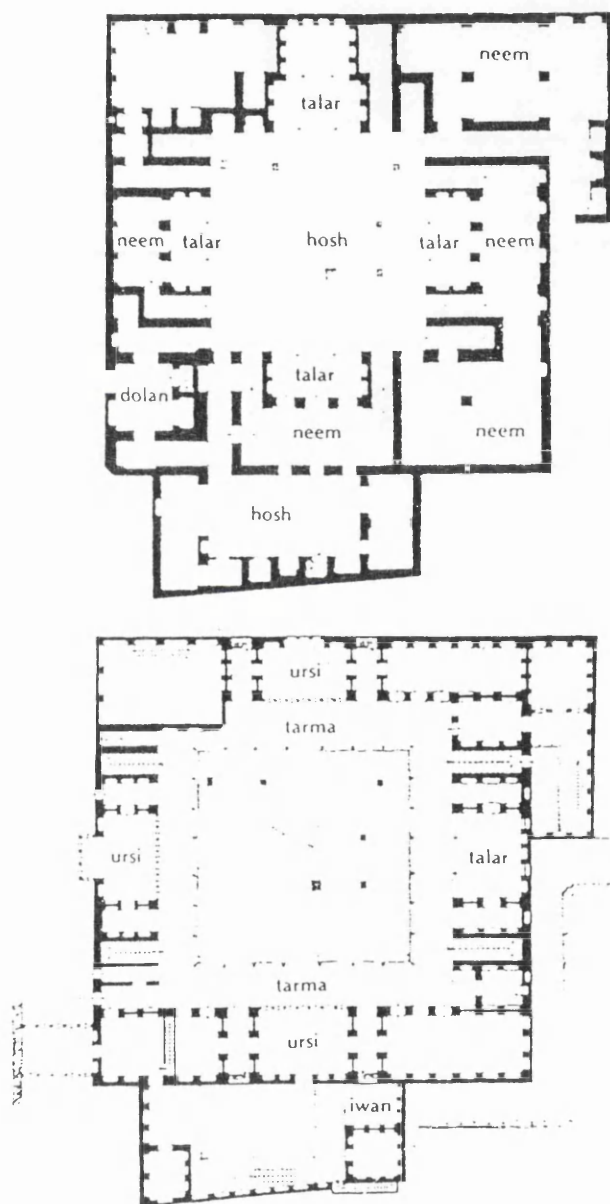 neem
talar
neem talar hosh talar neem
talar
dolan
neem neem
hosh
ursi
tarma
ursi talar
tarma
ursi
iwan